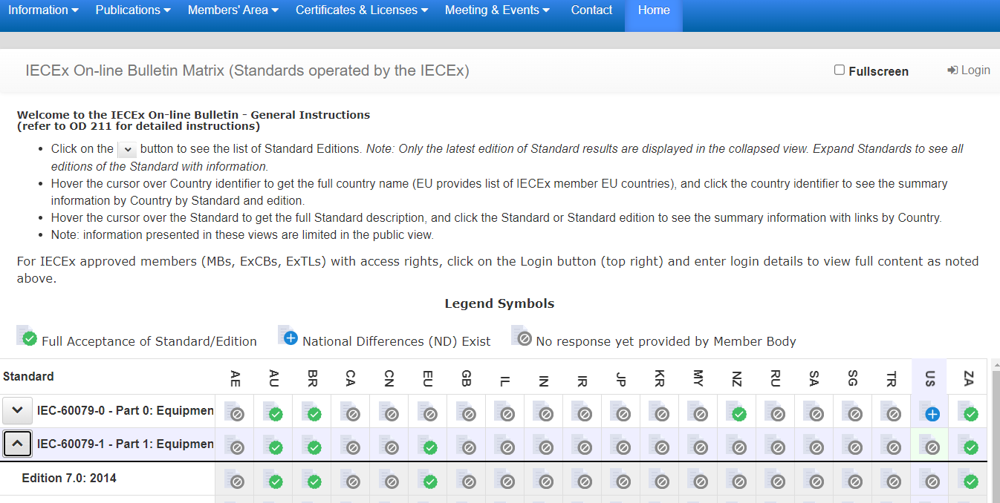 Information Publications Members' Area Certificates & Licenses Meeting & Events Contact Home
IECEx On-line Bulletin Matrix (Standards operated by the IECEx) Fullscreen Login
Welcome to the IECEx On-line Bulletin - General Instructions
(refer to OD 211 for detailed instructions)
• Click on the button to see the list of Standard Editions. Note: Only the latest edition of Standard results are displayed in the collapsed view. Expand Standards to see all
editions of the Standard with information.
• Hover the cursor over Country identifier to get the full country name (EU provides list of IECEx member EU countries), and click the country identifier to see the summary
information by Country by Standard and edition.
• Hover the cursor over the Standard to get the full Standard description, and click the Standard or Standard edition to see the summary information with links by Country.
• Note: information presented in these views are limited in the public view.
For IECEx approved members (MBs, ExCBs, ExTLs) with access rights, click on the Login button (top right) and enter login details to view full content as noted
above.
Legend Symbols
Full Acceptance of Standard/Edition National Differences (ND) Exist No response yet provided by Member Body
Standard AE AU BR CA CN EU GB IL IN IR JP KR MY NZ RU SA SG TR US ZA
IEC-60079-0 - Part 0: Equipmen
IEC-60079-1 - Part 1: Equipmen
Edition 7.0: 2014